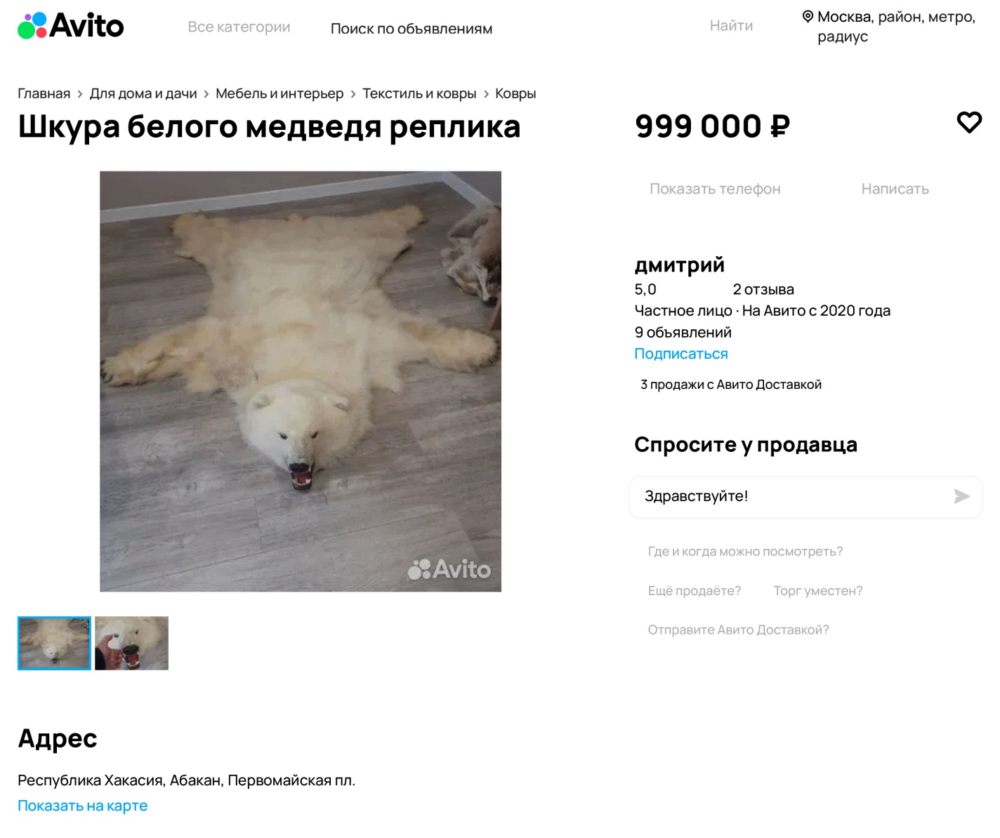 Avito
Все категории
Поиск по объявлениям
Найти
Москва, район, метро,
радиус
Главная > Для дома и дачи > Мебель и интерьер > Текстиль и ковры > Ковры
Шкура белого медведя реплика
999 000 ₽
Показать телефон
Написать
дмитрий
5,0 2 отзыва
Частное лицо · На Авито с 2020 года
9 объявлений
Подписаться
3 продажи с Авито Доставкой
Спросите у продавца
Здравствуйте!
Где и когда можно посмотреть?
Ещё продаёте? Торг уместен?
Отправите Авито Доставкой?
Avito
Адрес
Республика Хакасия, Абакан, Первомайская пл.
Показать на карте